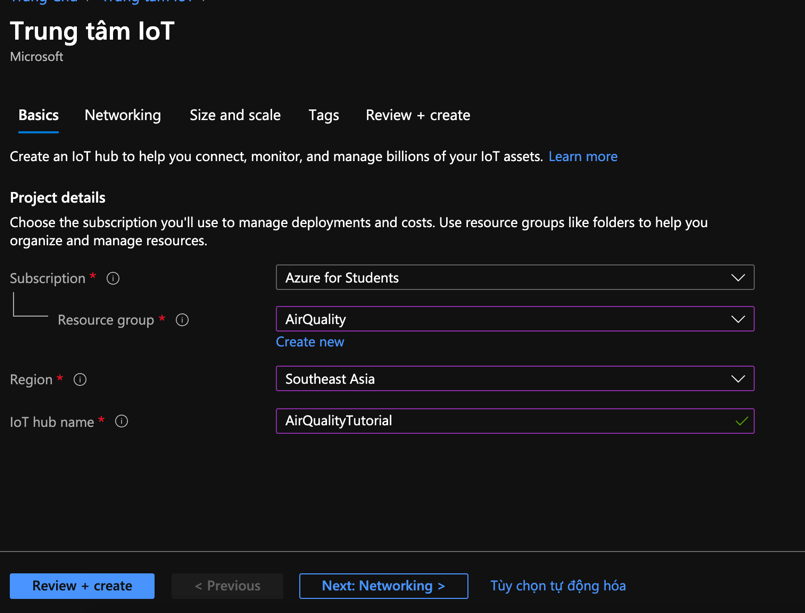 Trung tâm IoT
Microsoft
Basics Networking Size and scale Tags Review + create
Create an IoT hub to help you connect, monitor, and manage billions of your IoT assets. Learn more
Project details
Choose the subscription you'll use to manage deployments and costs. Use resource groups like folders to help you
organize and manage resources.
Subscription * Azure for Students
Resource group * AirQuality
Create new
Region * Southeast Asia
IoT hub name * AirQualityTutorial
Review + create < Previous Next: Networking > Tùy chọn tự động hóa